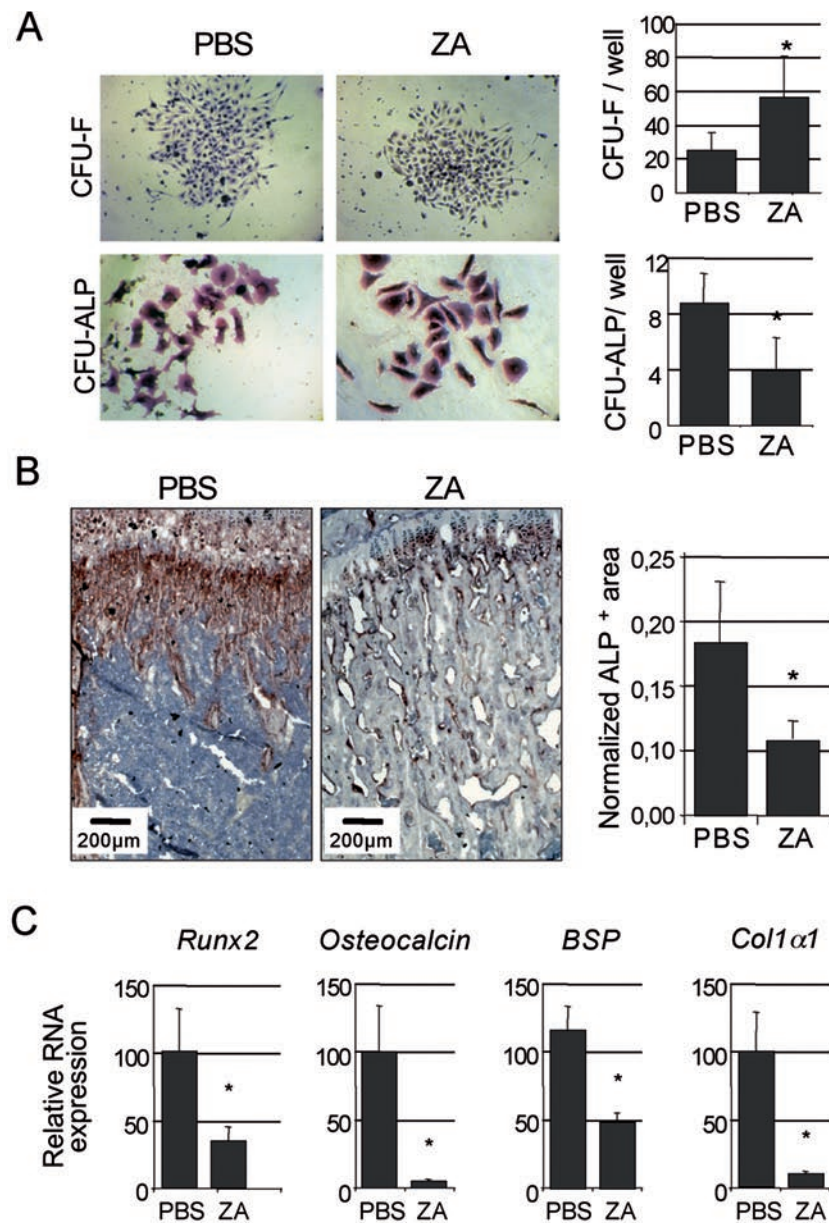 A
PBS
ZA
CFU-F
CFU-ALP
CFU-F / well
100
80
60
40
20
0
*
PBS
ZA
CFU-ALP/ well
12
8
4
0
*
PBS
ZA
B
PBS
ZA
200µm
200µm
Normalized ALP + area
0,25
0,20
0,15
0,10
0,00
*
PBS
ZA
C
Relative RNA
expression
Runx2
150
100
50
0
*
PBS
ZA
Osteocalcin
150
100
50
0
*
PBS
ZA
BSP
150
100
50
0
*
PBS
ZA
Col1α1
150
100
50
0
*
PBS
ZA